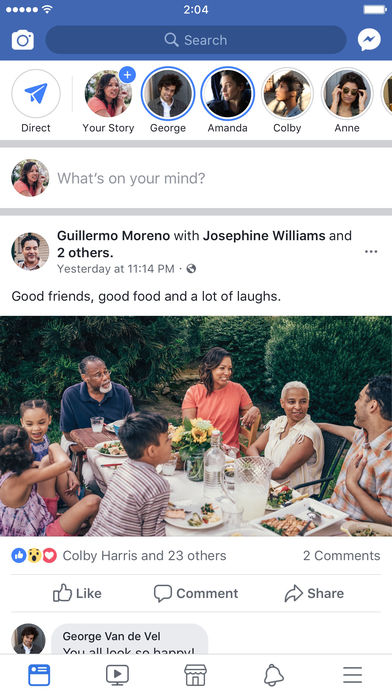 2:04
Search
Direct
Your Story
George
Amanda
Colby
Anne
What's on your mind?
Guillermo Moreno with Josephine Williams and
2 others.
Yesterday at 11:14 PM ·
Good friends, good food and a lot of laughs.
Colby Harris and 23 others
2 Comments
Like
Comment
Share
George Van de Vel
You all look so happy!